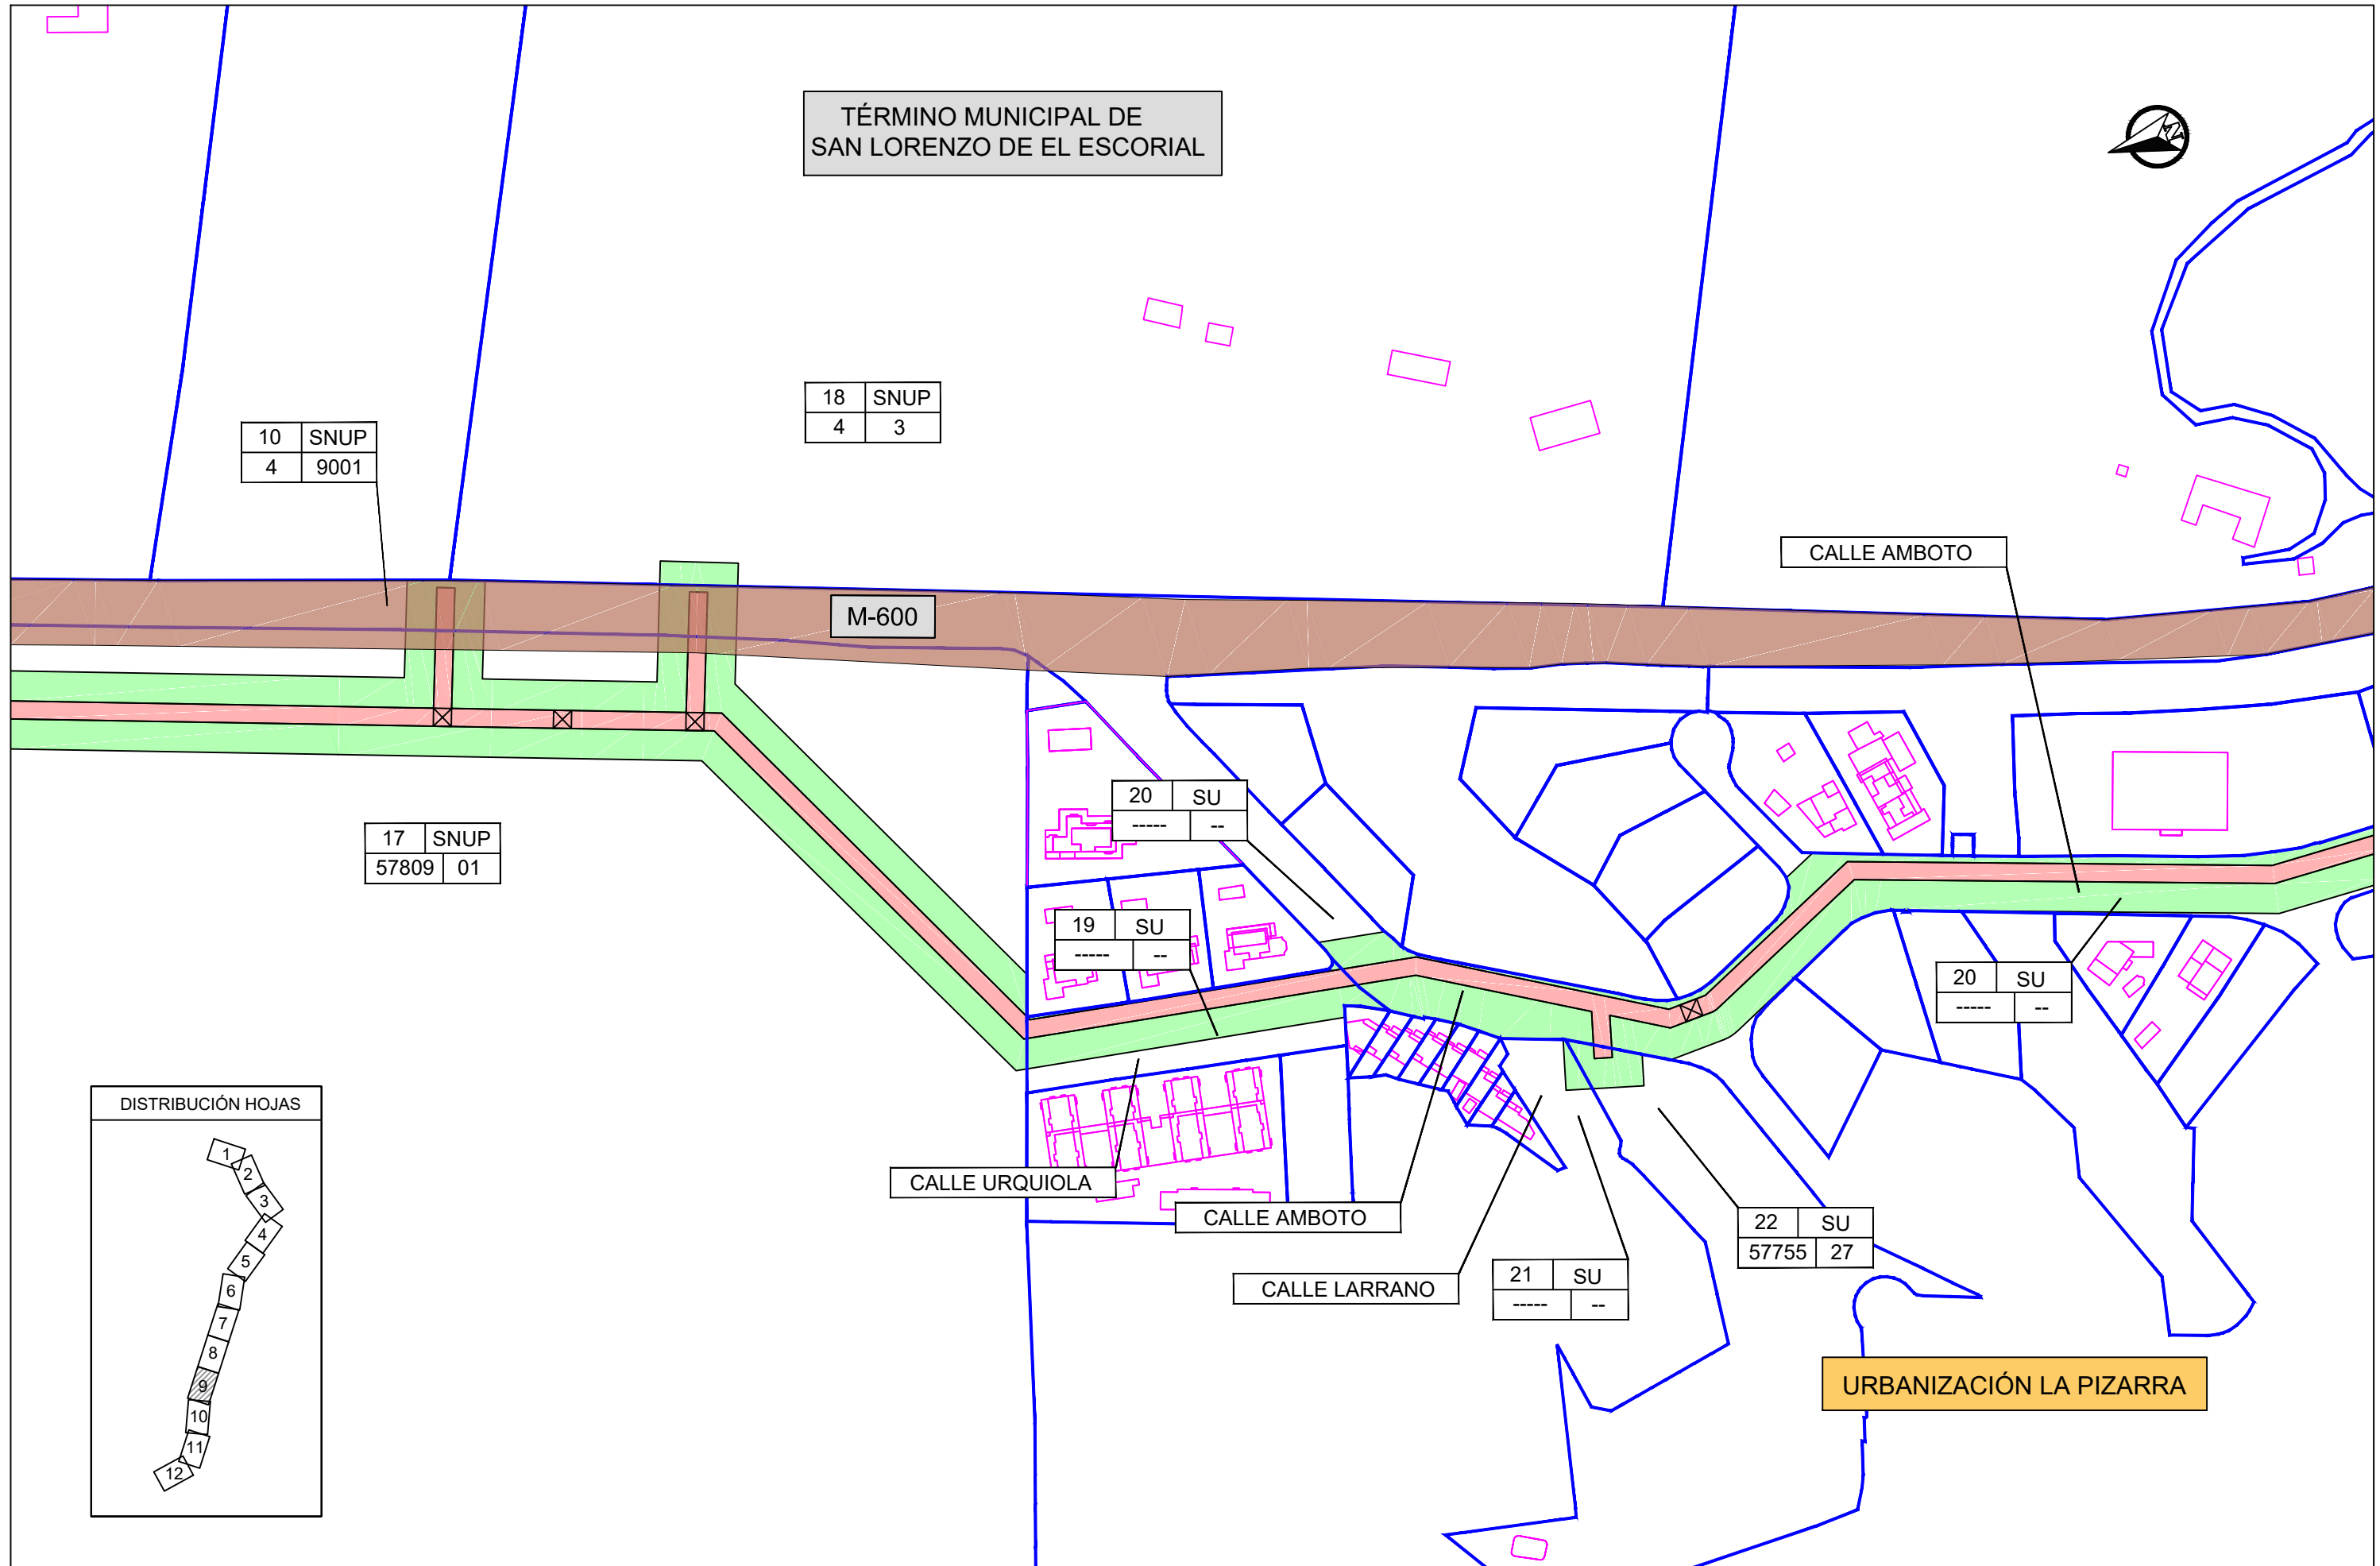 TÉRMINO MUNICIPAL DE
SAN LORENZO DE EL ESCORIAL
N
18 SNUP
4 3
10 SNUP
4 9001
CALLE AMBOTO
M-600
20 SU
----- --
17 SNUP
57809 01
19 SU
----- --
20 SU
----- --
DISTRIBUCIÓN HOJAS
1
2
3
4
5
6
7
8
9
10
11
12
CALLE URQUIOLA
CALLE AMBOTO
CALLE LARRANO
21 SU
----- --
22 SU
57755 27
URBANIZACIÓN LA PIZARRA